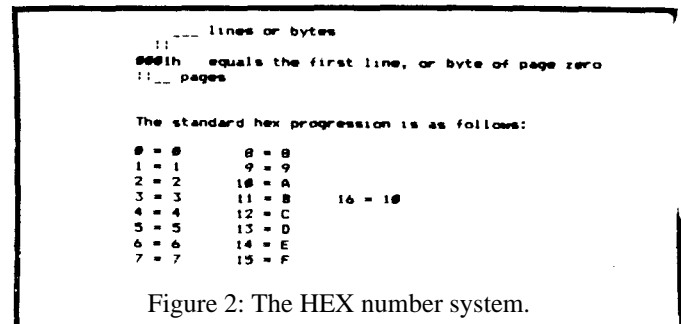 ___ lines or bytes
::
0001h equals the first line, or byte of page zero
::__ pages
The standard hex progression is as follows:
0 = 0 8 = 8
1 = 1 9 = 9
2 = 2 10 = A
3 = 3 11 = B 16 = 10
4 = 4 12 = C
5 = 5 13 = D
6 = 6 14 = E
7 = 7 15 = F
Figure 2: The HEX number system.